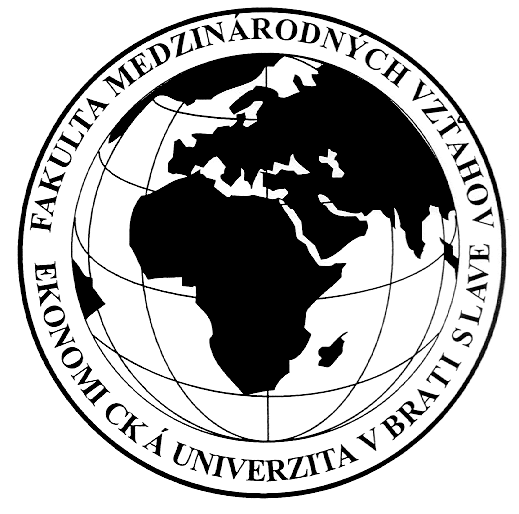 FAKULTA MEDZINÁRODNÝCH VZŤAHOV
EKONOMICKÁ UNIVERZITA V BRATISLAVE